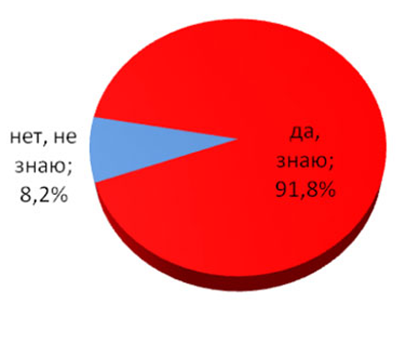 нет, не
знаю;
8,2%
да,
знаю;
91,8%